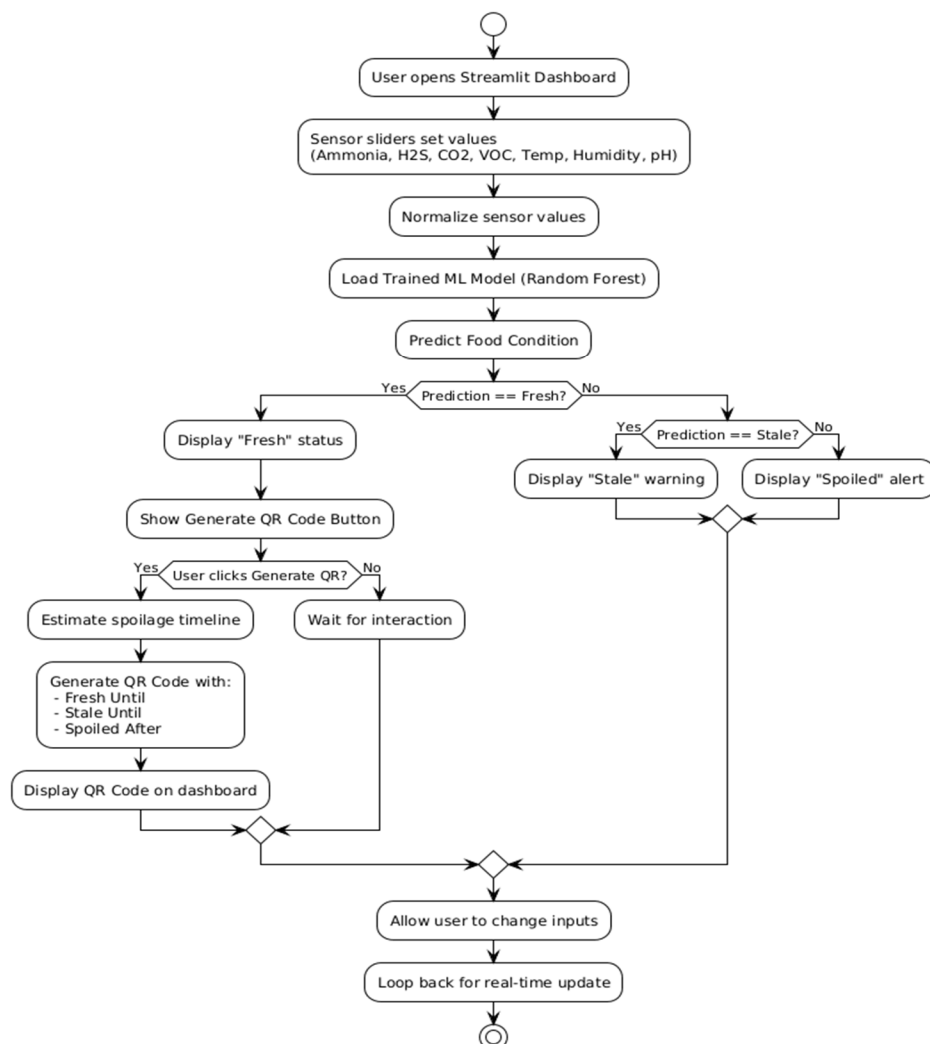 User opens Streamlit Dashboard
Sensor sliders set values
(Ammonia, H2S, CO2, VOC, Temp, Humidity, pH)
Normalize sensor values
Load Trained ML Model (Random Forest)
Predict Food Condition
Yes
Prediction == Fresh?
No
Display "Fresh" status
Yes
Prediction == Stale?
No
Display "Stale" warning
Display "Spoiled" alert
Show Generate QR Code Button
Yes
User clicks Generate QR?
No
Estimate spoilage timeline
Wait for interaction
Generate QR Code with:
- Fresh Until
- Stale Until
- Spoiled After
Display QR Code on dashboard
Allow user to change inputs
Loop back for real-time update